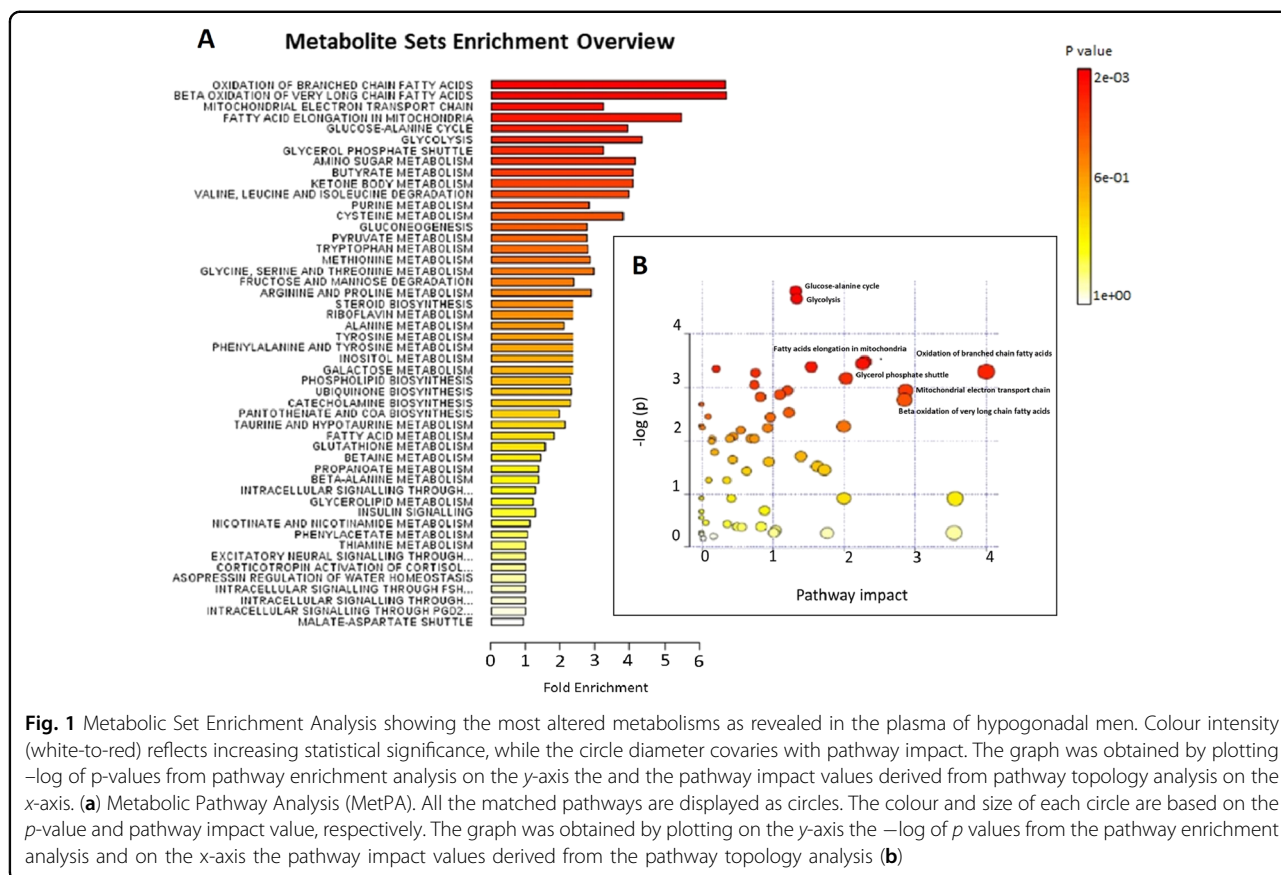 A
Metabolite Sets Enrichment Overview
OXIDATION OF BRANCHED CHAIN FATTY ACIDS
BETA OXIDATION OF VERY LONG CHAIN FATTY ACIDS
MITOCHONDRIAL ELECTRON TRANSPORT CHAIN
FATTY ACID ELONGATION IN MITOCHONDRIA
GLUCOSE-ALANINE CYCLE
GLYCOLYSIS
GLYCEROL PHOSPHATE SHUTTLE
AMINO SUGAR METABOLISM
BUTYRATE METABOLISM
KETONE BODY METABOLISM
VALINE, LEUCINE AND ISOLEUCINE DEGRADATION
PURINE METABOLISM
CYSTEINE METABOLISM
GLUCONEOGENESIS
PYRUVATE METABOLISM
TRYPTOPHAN METABOLISM
METHIONINE METABOLISM
GLYCINE, SERINE AND THREONINE METABOLISM
FRUCTOSE AND MANNOSE DEGRADATION
ARGININE AND PROLINE METABOLISM
STEROID BIOSYNTHESIS
RIBOFLAVIN METABOLISM
ALANINE METABOLISM
TYROSINE METABOLISM
PHENYLALANINE AND TYROSINE METABOLISM
INOSITOL METABOLISM
GALACTOSE METABOLISM
PHOSPHOLIPID BIOSYNTHESIS
UBIQUINONE BIOSYNTHESIS
CATECHOLAMINE BIOSYNTHESIS
PANTOTHENATE AND COA BIOSYNTHESIS
TAURINE AND HYPOTAURINE METABOLISM
FATTY ACID METABOLISM
GLUTATHIONE METABOLISM
BETAINE METABOLISM
PROPANOATE METABOLISM
BETA-ALANINE METABOLISM
INTRACELLULAR SIGNALLING THROUGH...
GLYCEROLIPID METABOLISM
INSULIN SIGNALLING
NICOTINATE AND NICOTINAMIDE METABOLISM
PHENYLACETATE METABOLISM
THIAMINE METABOLISM
EXCITATORY NEURAL SIGNALLING THROUGH...
CORTICOTROPIN ACTIVATION OF CORTISOL...
ASOPRESSIN REGULATION OF WATER HOMEOSTASIS
INTRACELLULAR SIGNALLING THROUGH FSH...
INTRACELLULAR SIGNALLING THROUGH...
INTRACELLULAR SIGNALLING THROUGH PGD2...
MALATE-ASPARTATE SHUTTLE
0 1 2 3 4 5 6
Fold Enrichment
P value
2e-03
6e-01
1e+00
B
Glucose-alanine cycle
Glycolysis
Fatty acids elongation in mitochondria
Oxidation of branched chain fatty acids
Glycerol phosphate shuttle
Mitochondrial electron transport chain
Beta oxidation of very long chain fatty acids
-log (p)
4
3
2
1
0
0 1 2 3 4
Pathway impact
Fig. 1 Metabolic Set Enrichment Analysis showing the most altered metabolisms as revealed in the plasma of hypogonadal men. Colour intensity
(white-to-red) reflects increasing statistical significance, while the circle diameter covaries with pathway impact. The graph was obtained by plotting
–log of p-values from pathway enrichment analysis on the y-axis the and the pathway impact values derived from pathway topology analysis on the
x-axis. (a) Metabolic Pathway Analysis (MetPA). All the matched pathways are displayed as circles. The colour and size of each circle are based on the
p-value and pathway impact value, respectively. The graph was obtained by plotting on the y-axis the −log of p values from the pathway enrichment
analysis and on the x-axis the pathway impact values derived from the pathway topology analysis (b)